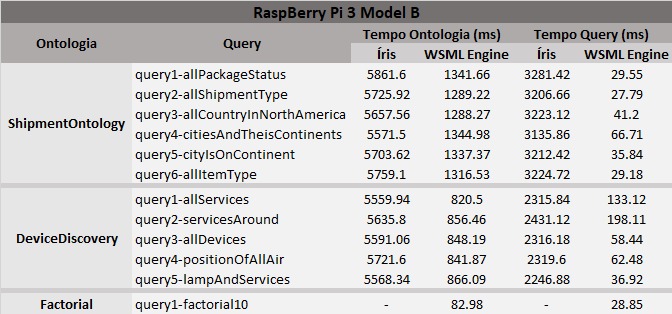 RaspBerry Pi 3 Model B
Ontologia Query Tempo Ontologia (ms) Tempo Query (ms)
Íris WSML Engine Íris WSML Engine
ShipmentOntology
query1-allPackageStatus 5861.6 1341.66 3281.42 29.55
query2-allShipmentType 5725.92 1289.22 3206.66 27.79
query3-allCountryInNorthAmerica 5657.56 1288.27 3223.12 41.2
query4-citiesAndTheisContinents 5571.5 1344.98 3135.86 66.71
query5-cityIsOnContinent 5703.62 1337.37 3212.42 35.84
query6-allItemType 5759.1 1316.53 3224.72 29.18
DeviceDiscovery
query1-allServices 5559.94 820.5 2315.84 133.12
query2-servicesAround 5635.8 856.46 2431.12 198.11
query3-allDevices 5591.06 848.19 2316.18 58.44
query4-positionOfAllAir 5721.6 841.87 2319.6 62.48
query5-lampAndServices 5568.34 866.09 2246.88 36.92
Factorial query1-factorial10 - 82.98 - 28.85